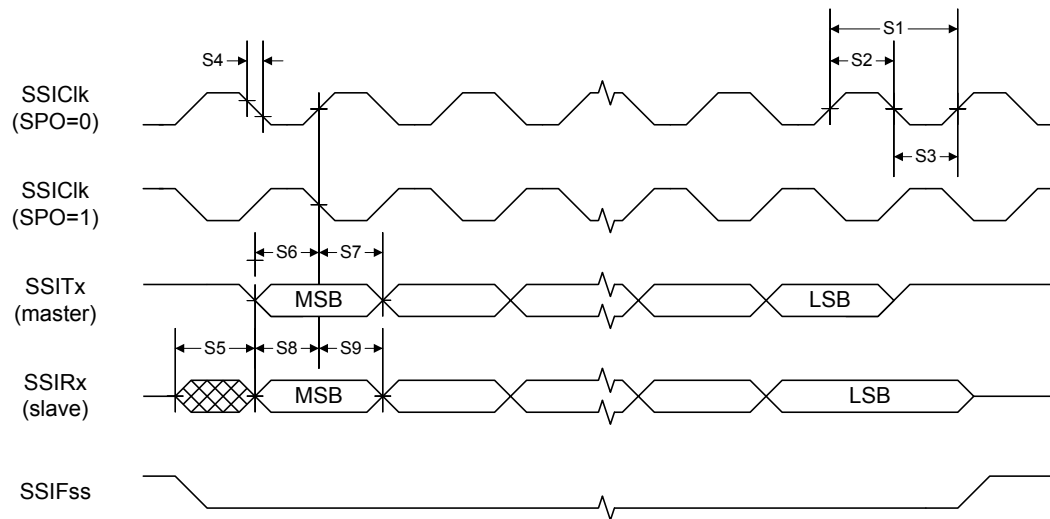 S1
S4
S2
SSIClk
(SPO=0)
S3
SSIClk
(SPO=1)
S6
S7
SSITx
(master)
MSB
LSB
S5
S8
S9
SSIRx
(slave)
MSB
LSB
SSIFss